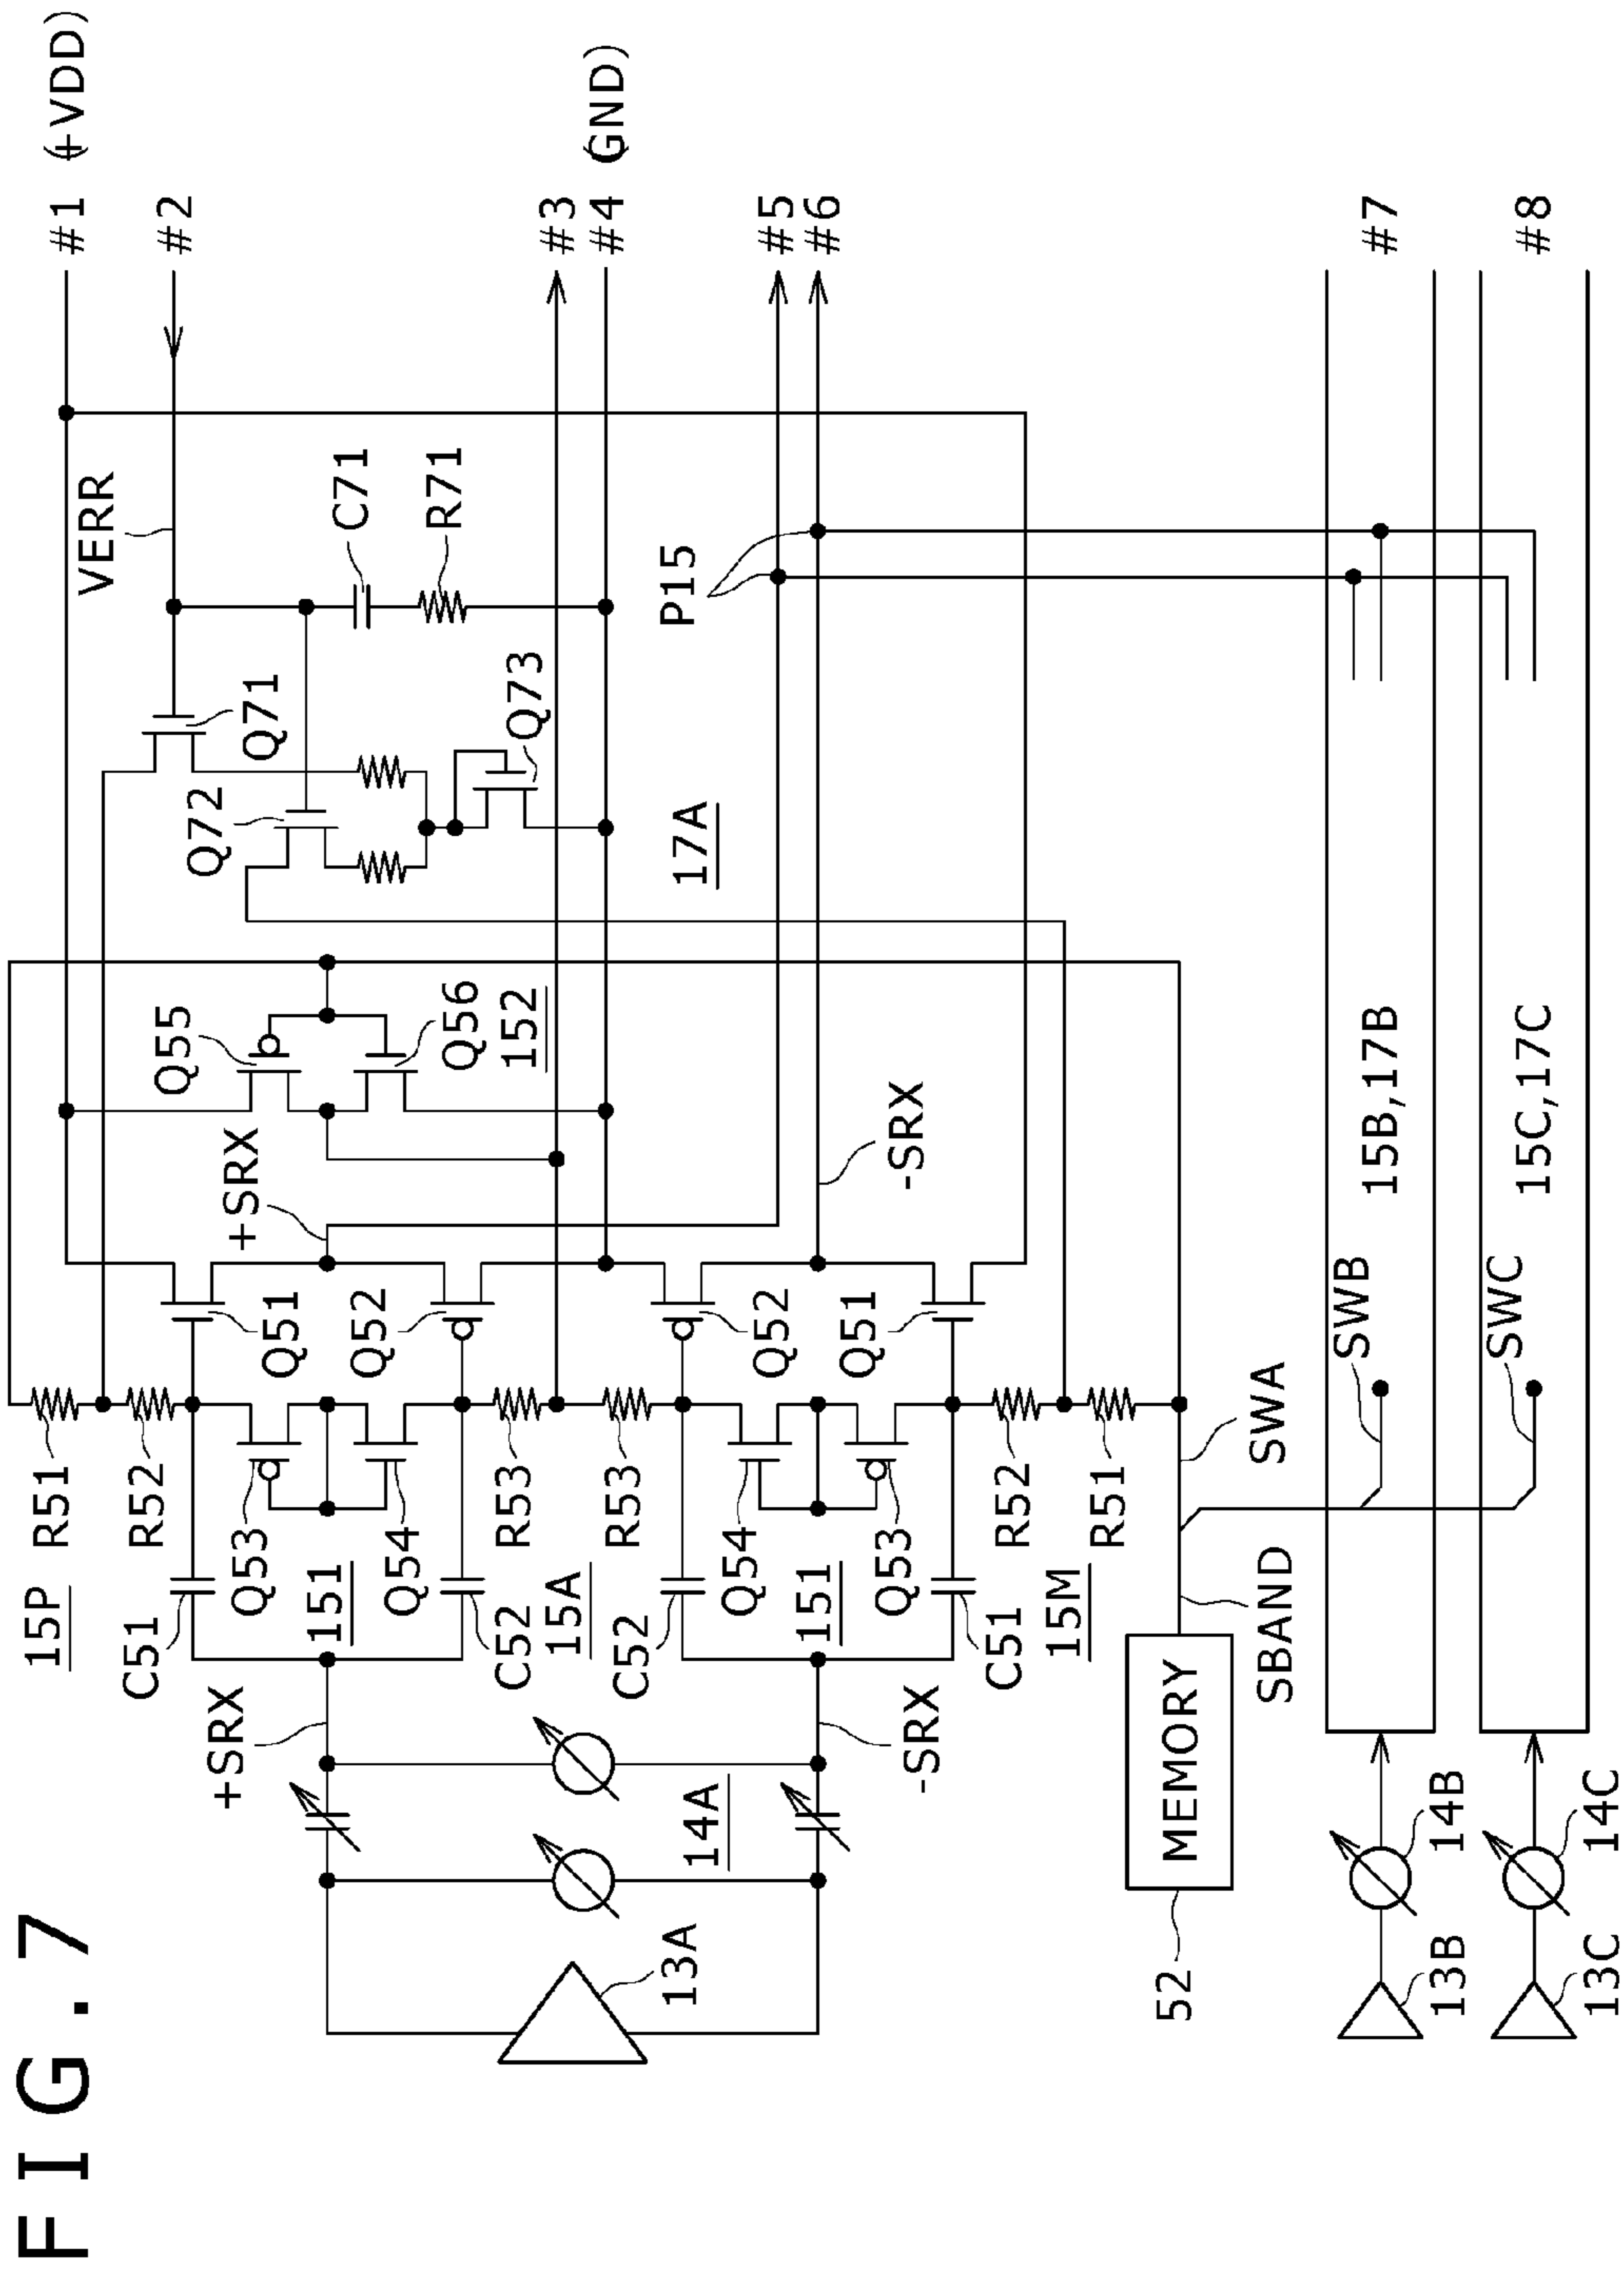 FIG.7
#1 (+VDD)
#2
VERR
#3
#4 (GND)
#5
#6
#7
#8
C71
R71
Q71
Q72
Q73
17A
P15
Q55
Q56
152
+SRX
-SRX
Q51
Q52
Q52
Q51
R51
R52
15P
C51
Q53
151
Q54
C52
R53
15A
R53
C52
Q54
151
Q53
C51
15M
R52
R51
+SRX
-SRX
14A
13A
SWA
SBAND
MEMORY
52
SWB
15B,17B
14B
13B
SWC
15C,17C
14C
13C